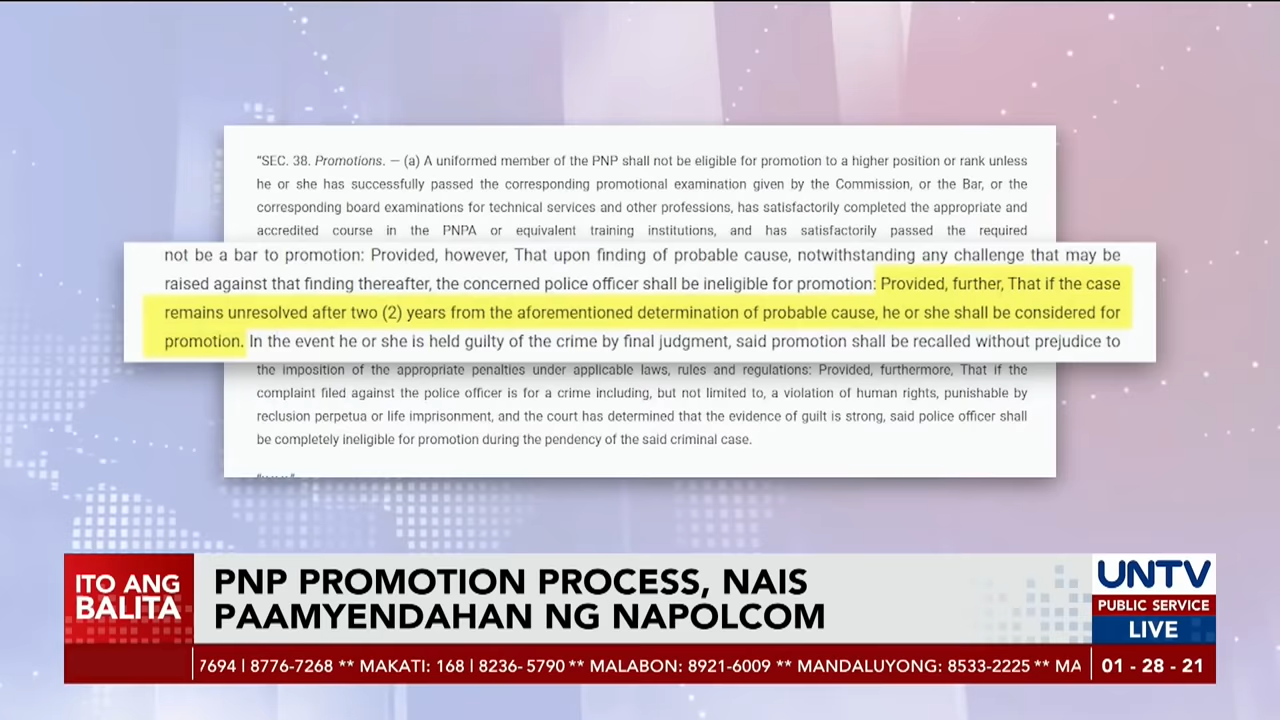 “SEC. 38. Promotions. — (a) A uniformed member of the PNP shall not be eligible for promotion to a higher position or rank unless
he or she has successfully passed the corresponding promotional examination given by the Commission, or the Bar, or the
corresponding board examinations for technical services and other professions, has satisfactorily completed the appropriate and
accredited course in the PNPA or equivalent training institutions, and has satisfactorily passed the required
not be a bar to promotion: Provided, however, That upon finding of probable cause, notwithstanding any challenge that may be
raised against that finding thereafter, the concerned police officer shall be ineligible for promotion: Provided, further, That if the case
remains unresolved after two (2) years from the aforementioned determination of probable cause, he or she shall be considered for
promotion. In the event he or she is held guilty of the crime by final judgment, said promotion shall be recalled without prejudice to
the imposition of the appropriate penalties under applicable laws, rules and regulations: Provided, furthermore, That if the
complaint filed against the police officer is for a crime including, but not limited to, a violation of human rights, punishable by
reclusion perpetua or life imprisonment, and the court has determined that the evidence of guilt is strong, said police officer shall
be completely ineligible for promotion during the pendency of the said criminal case.
ITO ANG
BALITA
PNP PROMOTION PROCESS, NAIS
PAAMYENDAHAN NG NAPOLCOM
UNTV
PUBLIC SERVICE
LIVE
7694 | 8776-7268 ** MAKATI: 168 | 8236- 5790 ** MALABON: 8921-6009 ** MANDALUYONG: 8533-2225 ** MA
01 - 28 - 21